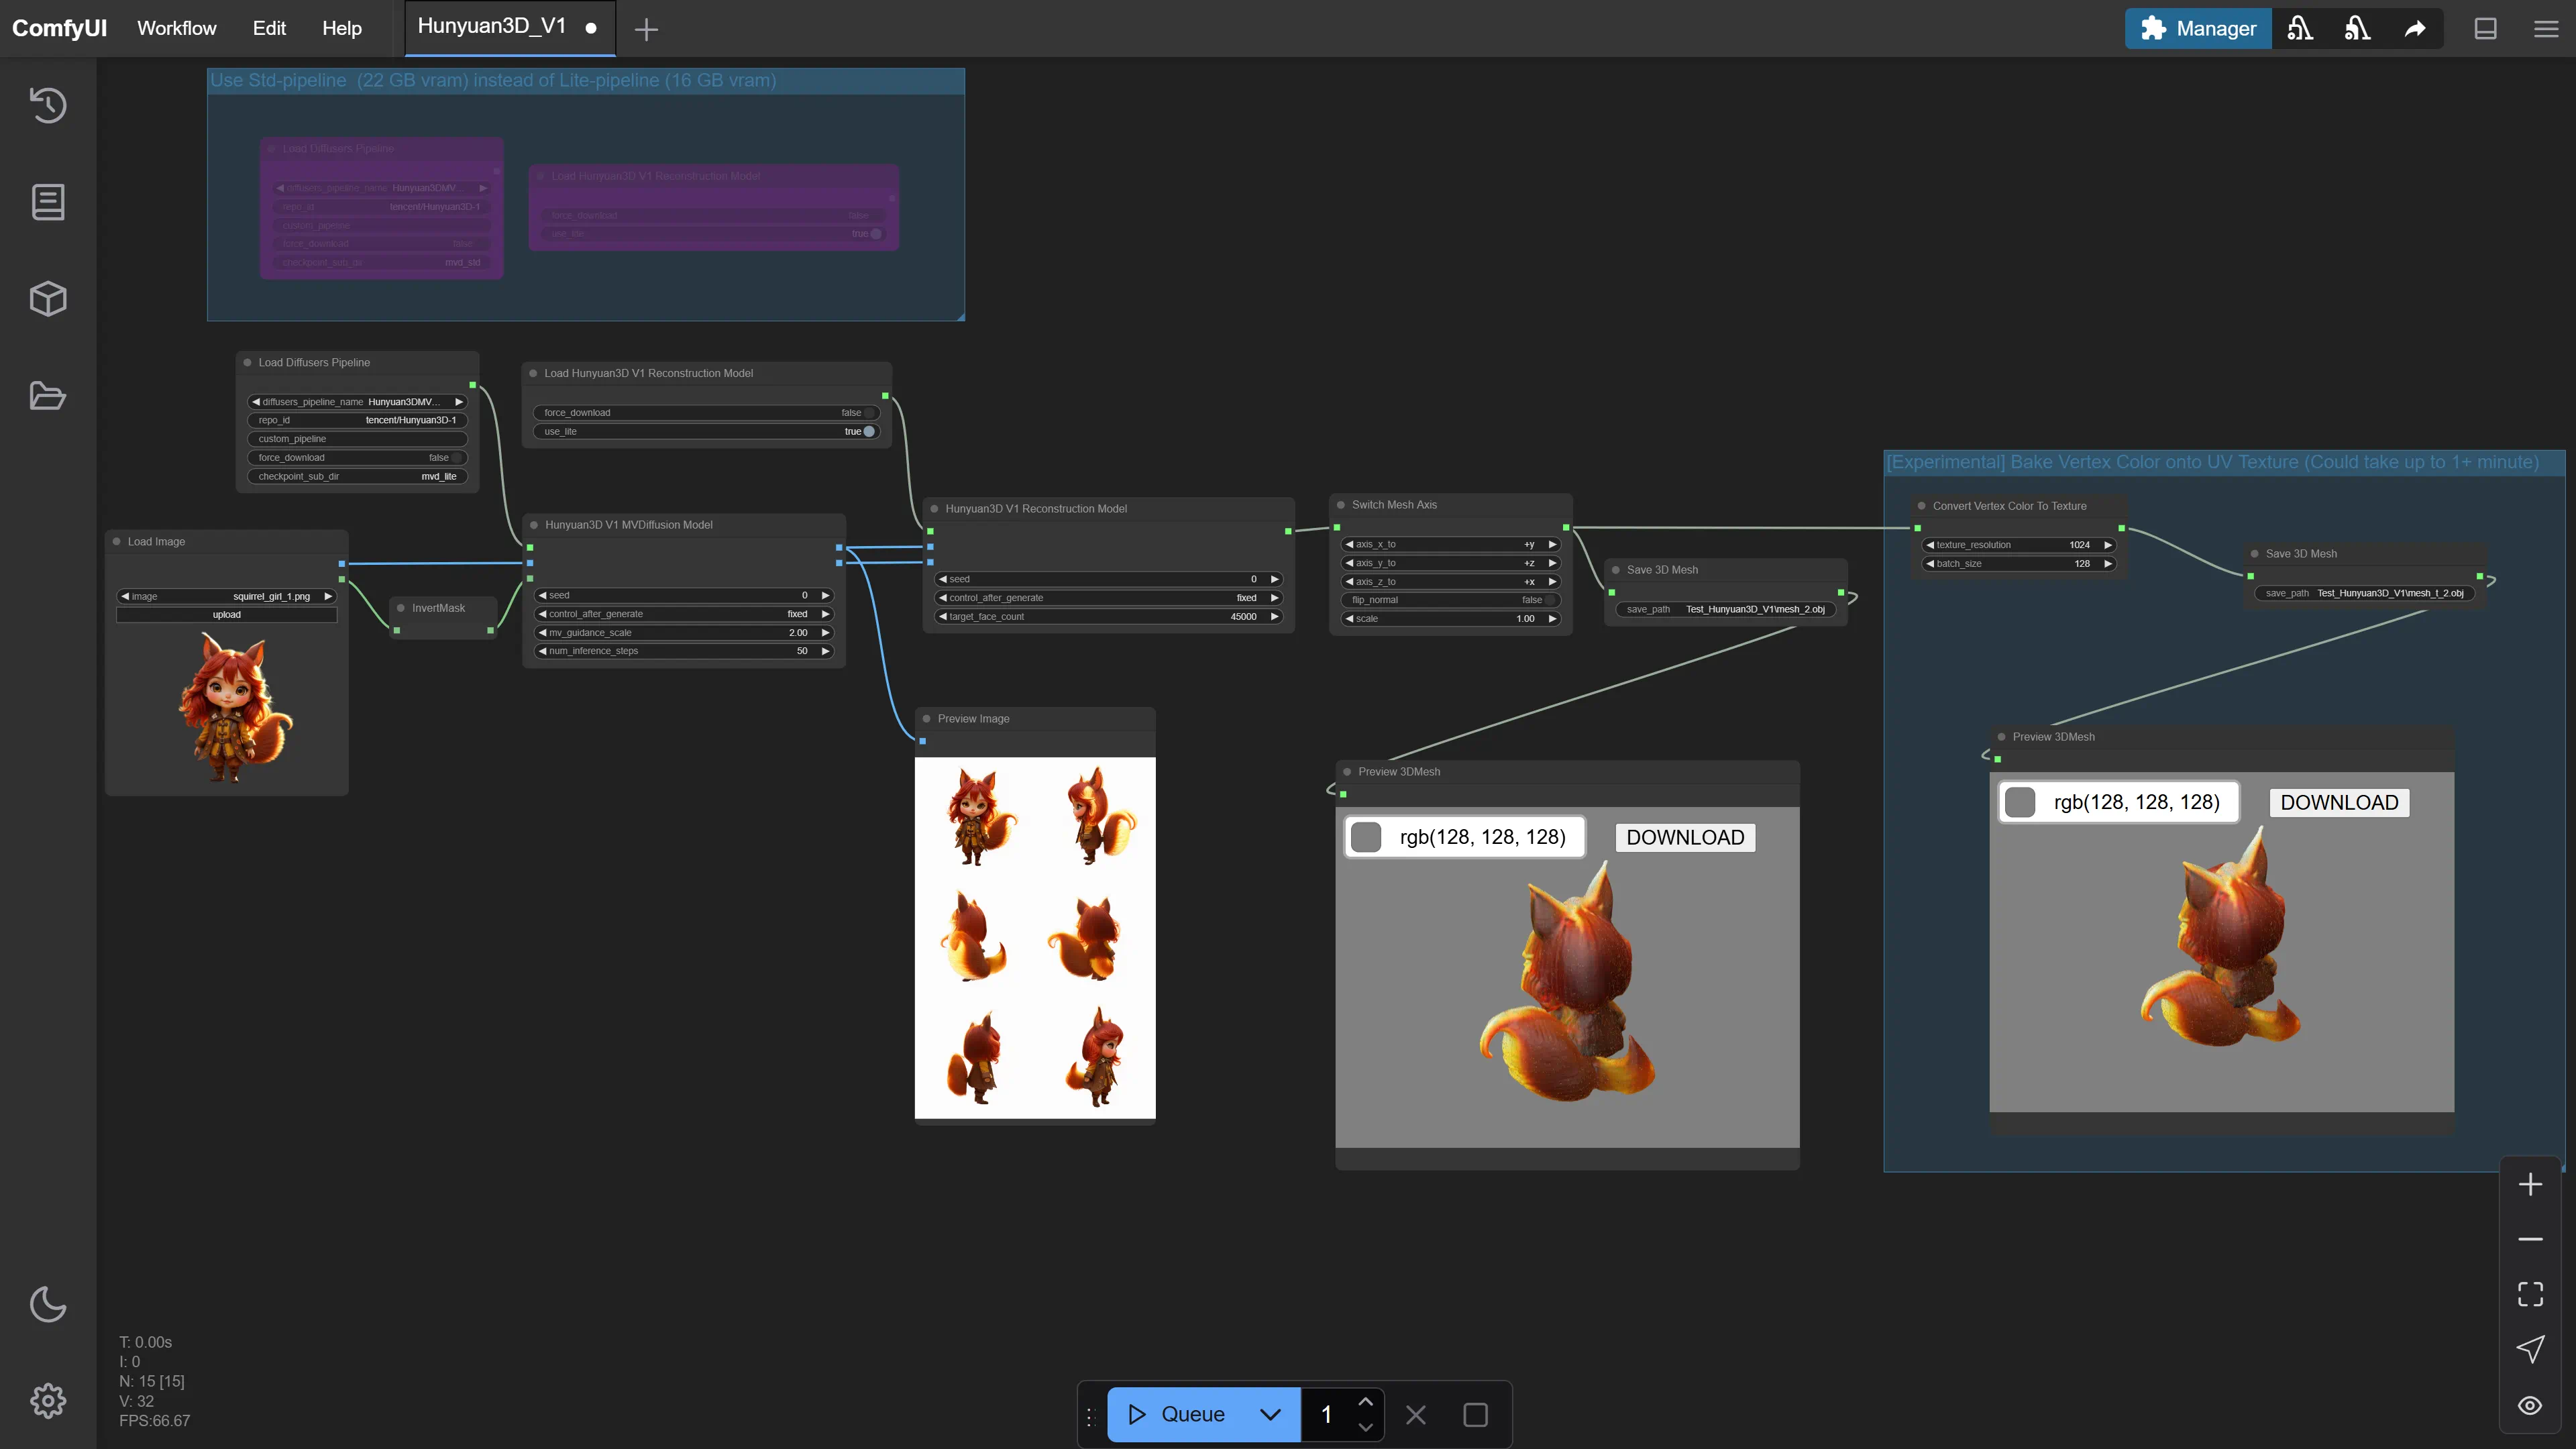 ComfyUI Workflow Edit Help Hunyuan3D_V1 Manager
Use Std-pipeline (22 GB vram) instead of Lite-pipeline (16 GB vram)
Load Diffusers Pipeline
diffusers_pipeline_name Hunyuan3DMV...
repo_id tencent/Hunyuan3D-1
custom_pipeline
force_download false
checkpoint_sub_dir mvd_std
Load Hunyuan3D V1 Reconstruction Model
force_download false
use_lite true
Load Diffusers Pipeline
diffusers_pipeline_name Hunyuan3DMV...
repo_id tencent/Hunyuan3D-1
custom_pipeline
force_download false
checkpoint_sub_dir mvd_lite
Load Hunyuan3D V1 Reconstruction Model
force_download false
use_lite true
Load Image
image squirrel_girl_1.png
upload
InvertMask
Hunyuan3D V1 MVDiffusion Model
seed 0
control_after_generate fixed
mv_guidance_scale 2.00
num_inference_steps 50
Hunyuan3D V1 Reconstruction Model
seed 0
control_after_generate fixed
target_face_count 45000
Preview Image
Switch Mesh Axis
axis_x_to +y
axis_y_to +z
axis_z_to +x
flip_normal false
scale 1.00
Save 3D Mesh
save_path Test_Hunyuan3D_V1\mesh_2.obj
Preview 3DMesh
rgb(128, 128, 128) DOWNLOAD
[Experimental] Bake Vertex Color onto UV Texture (Could take up to 1+ minute)
Convert Vertex Color To Texture
texture_resolution 1024
batch_size 128
Save 3D Mesh
save_path Test_Hunyuan3D_V1\mesh_t_2.obj
Preview 3DMesh
rgb(128, 128, 128) DOWNLOAD
T: 0.00s
I: 0
N: 15 [15]
V: 32
FPS:66.67
Queue 1